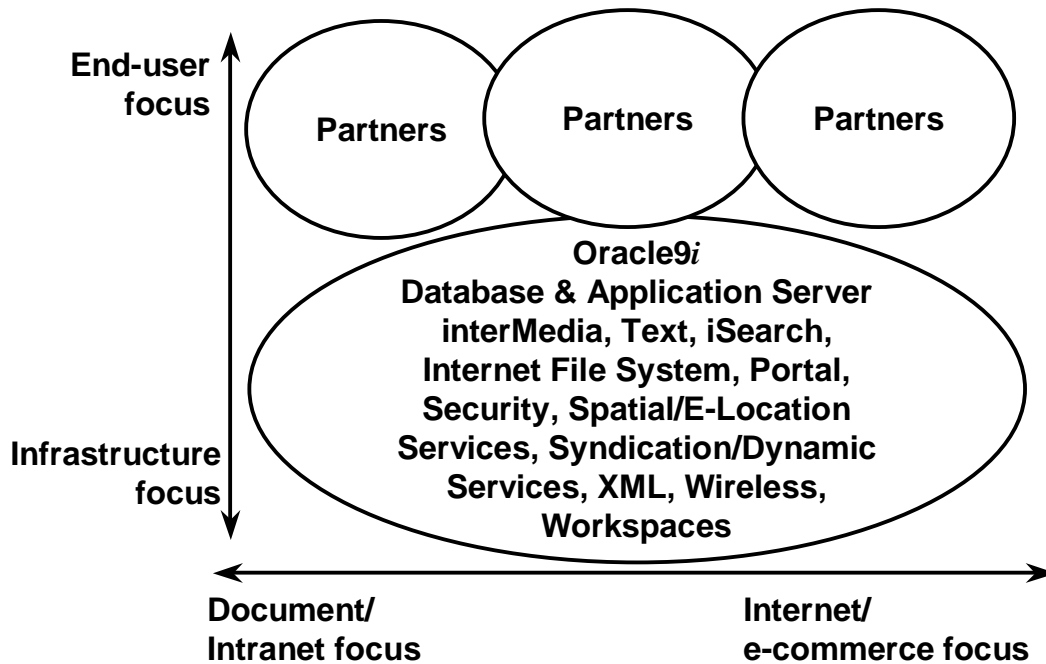 End-user
focus
Partners
Partners
Partners
Oracle9i
Database & Application Server
interMedia, Text, iSearch,
Internet File System, Portal,
Security, Spatial/E-Location
Services, Syndication/Dynamic
Services, XML, Wireless,
Workspaces
Infrastructure
focus
Document/
Intranet focus
Internet/
e-commerce focus